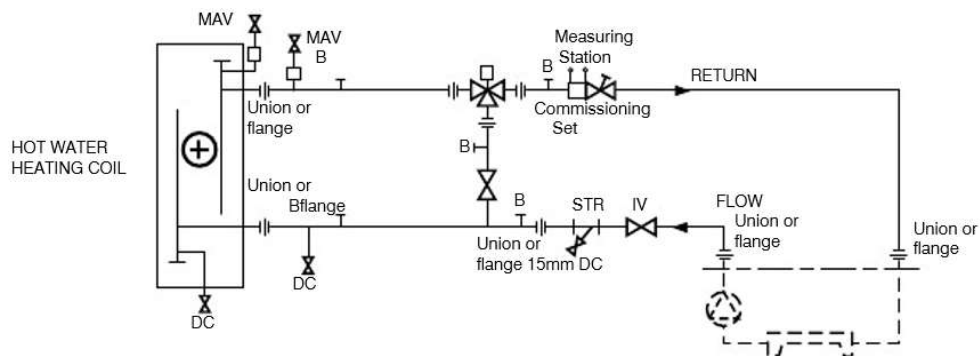 MAV
MAV
B
Measuring
Station
B
RETURN
Union or
flange
Commissioning
Set
HOT WATER
HEATING COIL
B
Union or
Bflange
B
STR
IV
FLOW
Union or
flange
Union or
flange
Union or
flange 15mm DC
DC
DC